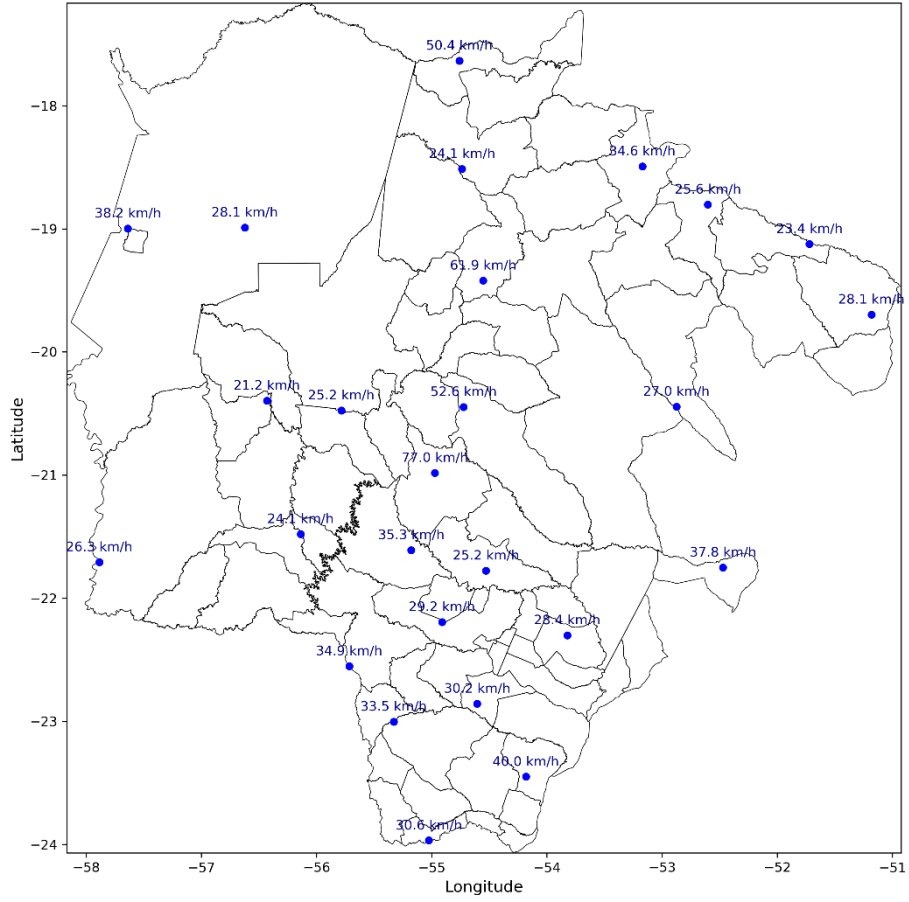 50.4 km/h
−18
24.1 km/h
34.6 km/h
25.6 km/h
38.2 km/h
28.1 km/h
−19
23.4 km/h
61.9 km/h
28.1 km/h
−20
21.2 km/h
25.2 km/h
52.6 km/h
27.0 km/h
Latitude
77.0 km/h
−21
24.1 km/h
35.3 km/h
26.3 km/h
25.2 km/h
37.8 km/h
−22
29.2 km/h
28.4 km/h
34.9 km/h
30.2 km/h
33.5 km/h
−23
40.0 km/h
30.6 km/h
−24
−58
−57
−56
−55
−54
−53
−52
−51
Longitude